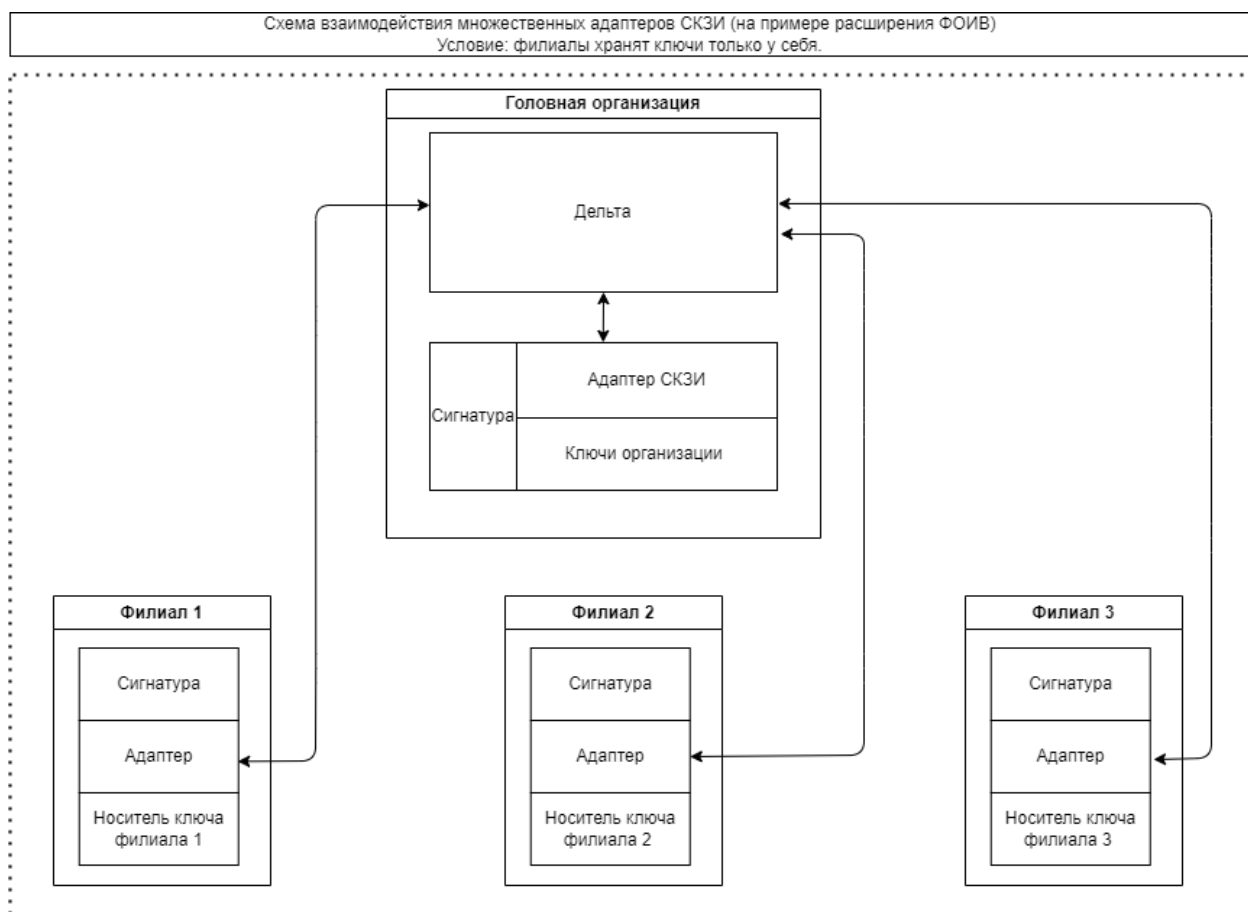 Схема взаимодействия множественных адаптеров СКЗИ (на примере расширения ФОИВ)
Условие: филиалы хранят ключи только у себя.
Головная организация
Дельта
Сигнатура
Адаптер СКЗИ
Ключи организации
Филиал 1
Сигнатура
Адаптер
Носитель ключа
филиала 1
Филиал 2
Сигнатура
Адаптер
Носитель ключа
филиала 2
Филиал 3
Сигнатура
Адаптер
Носитель ключа
филиала 3